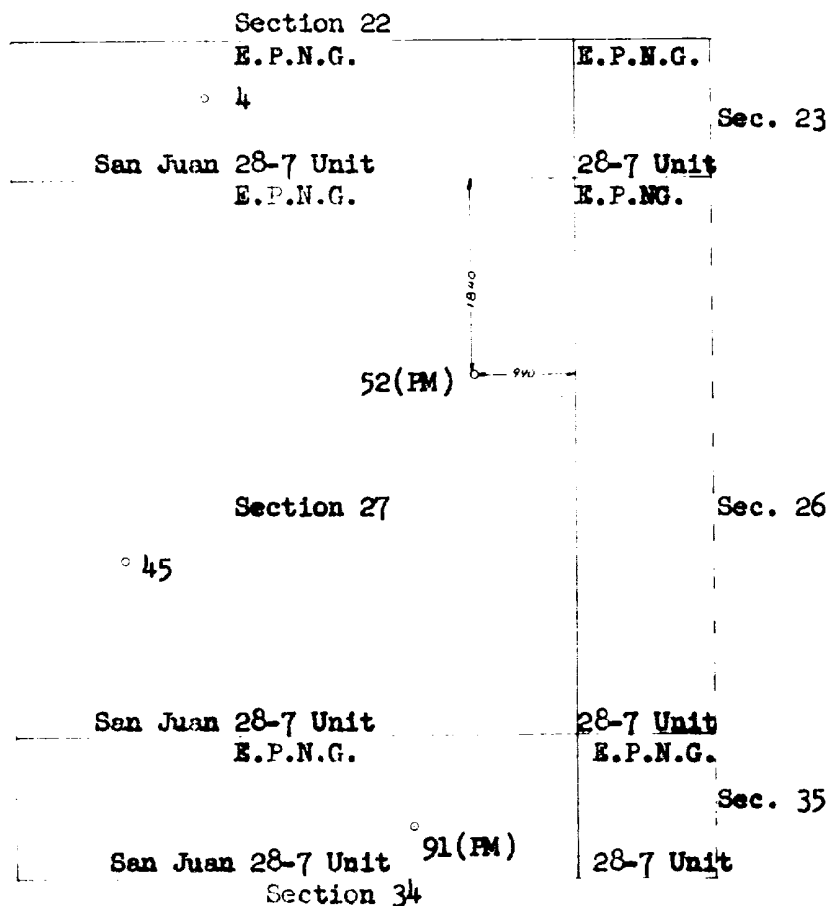 Section 22
E.P.N.G. E.P.N.G.
4
Sec. 23
San Juan 28-7 Unit 28-7 Unit
E.P.N.G. E.P.NG.
1840
52(PM) 940
Section 27 Sec. 26
45
San Juan 28-7 Unit 28-7 Unit
E.P.N.G. E.P.N.G.
Sec. 35
91(PM)
San Juan 28-7 Unit 28-7 Unit
Section 34